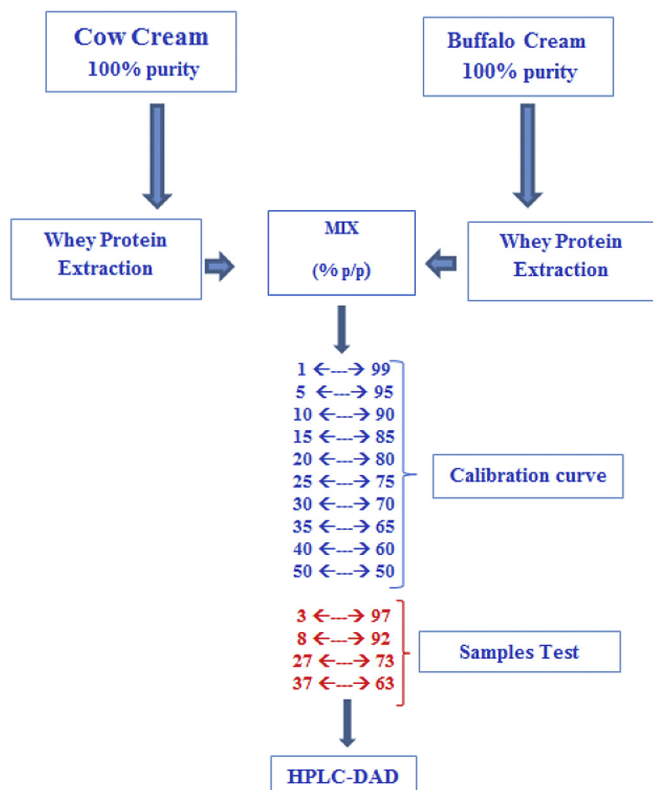 Cow Cream
100% purity
Buffalo Cream
100% purity
Whey Protein
Extraction
MIX
(% p/p)
Whey Protein
Extraction
1 ←---→ 99
5 ←---→ 95
10 ←---→ 90
15 ←---→ 85
20 ←---→ 80
25 ←---→ 75
30 ←---→ 70
35 ←---→ 65
40 ←---→ 60
50 ←---→ 50
Calibration curve
3 ←---→ 97
8 ←---→ 92
27 ←---→ 73
37 ←---→ 63
Samples Test
HPLC-DAD